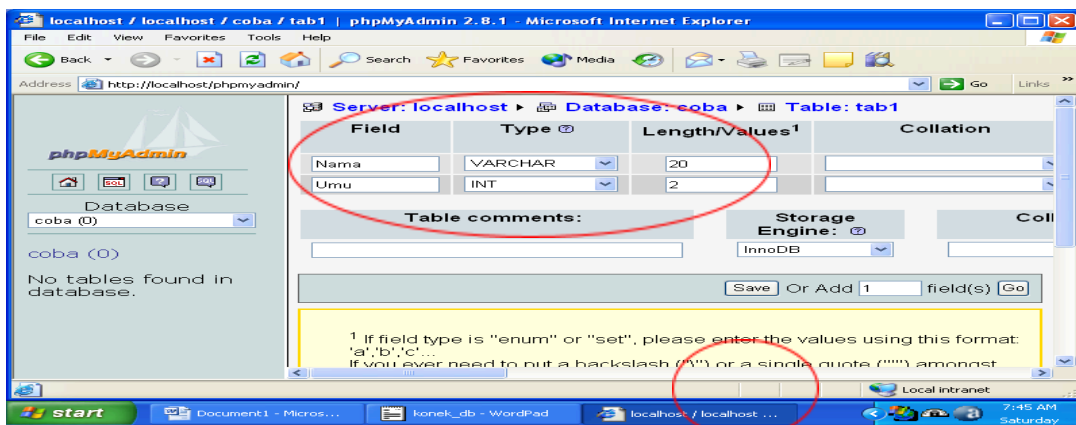 localhost / localhost / coba / tab1 | phpMyAdmin 2.8.1 - Microsoft Internet Explorer
File Edit View Favorites Tools Help
Back Search Favorites Media
Address http://localhost/phpmyadmin/ Go Links
phpMyAdmin
SQL
Database
coba (0)
coba (0)
No tables found in
database.
Server: localhost Database: coba Table: tab1
Field Type Length/Values1 Collation
Nama VARCHAR 20
Umu INT 2
Table comments: Storage Engine: Coll
InnoDB
Save Or Add 1 field(s) Go
1 If field type is "enum" or "set", please enter the values using this format:
'a','b','c'...
If you ever need to put a backslash ("\") or a single quote ("'") amongst
Local intranet
start Document1 - Micros... konek_db - WordPad localhost / localhost ... 7:45 AM
Saturday